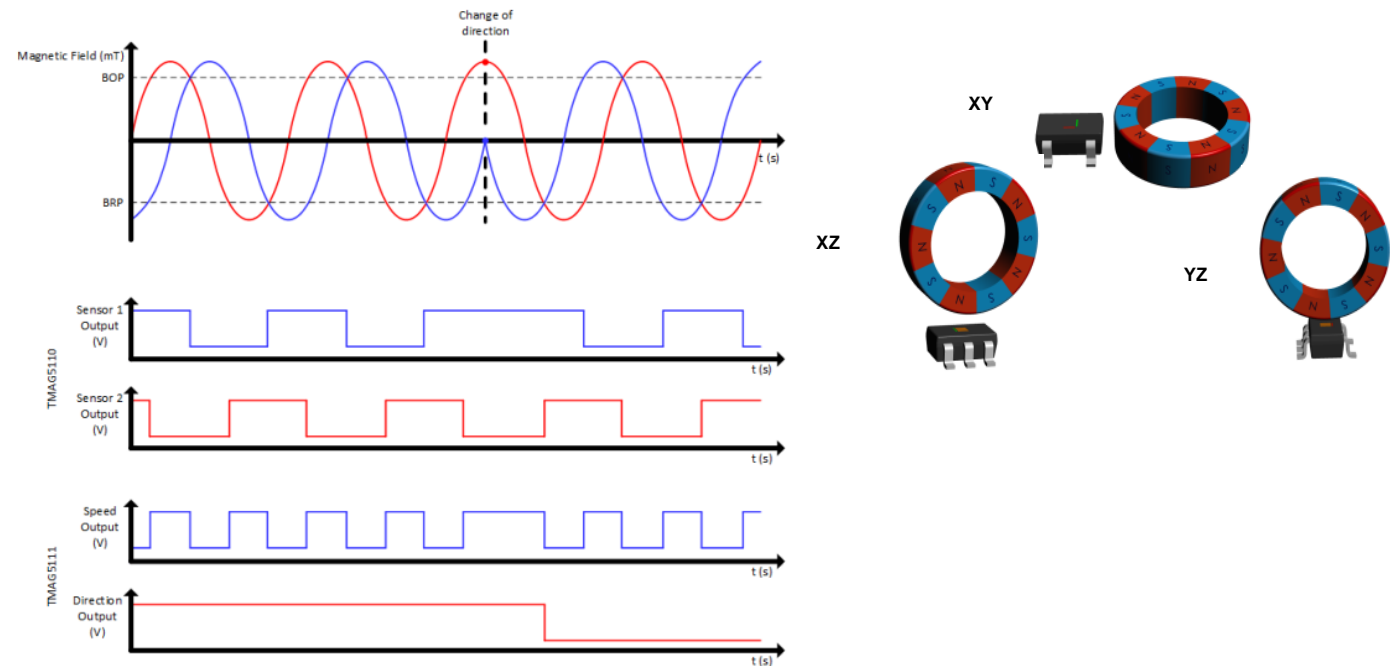 Change of
direction
Magnetic Field (mT)
BOP
t (s)
BRP
Sensor 1
Output
(V)
t (s)
TMAG5110
Sensor 2
Output
(V)
t (s)
Speed
Output
(V)
t (s)
TMAG5111
Direction
Output
(V)
t (s)
XY
S N S N S N S N S N
S N S
XZ
N S N S N S N S N S
YZ
N S N S N S N S N S